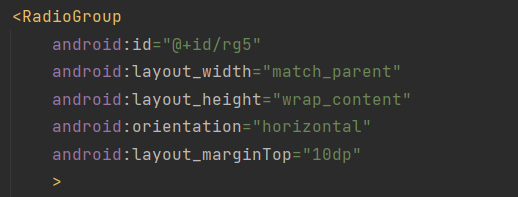 <RadioGroup
    android:id="@+id/rg5"
    android:layout_width="match_parent"
    android:layout_height="wrap_content"
    android:orientation="horizontal"
    android:layout_marginTop="10dp"
    >